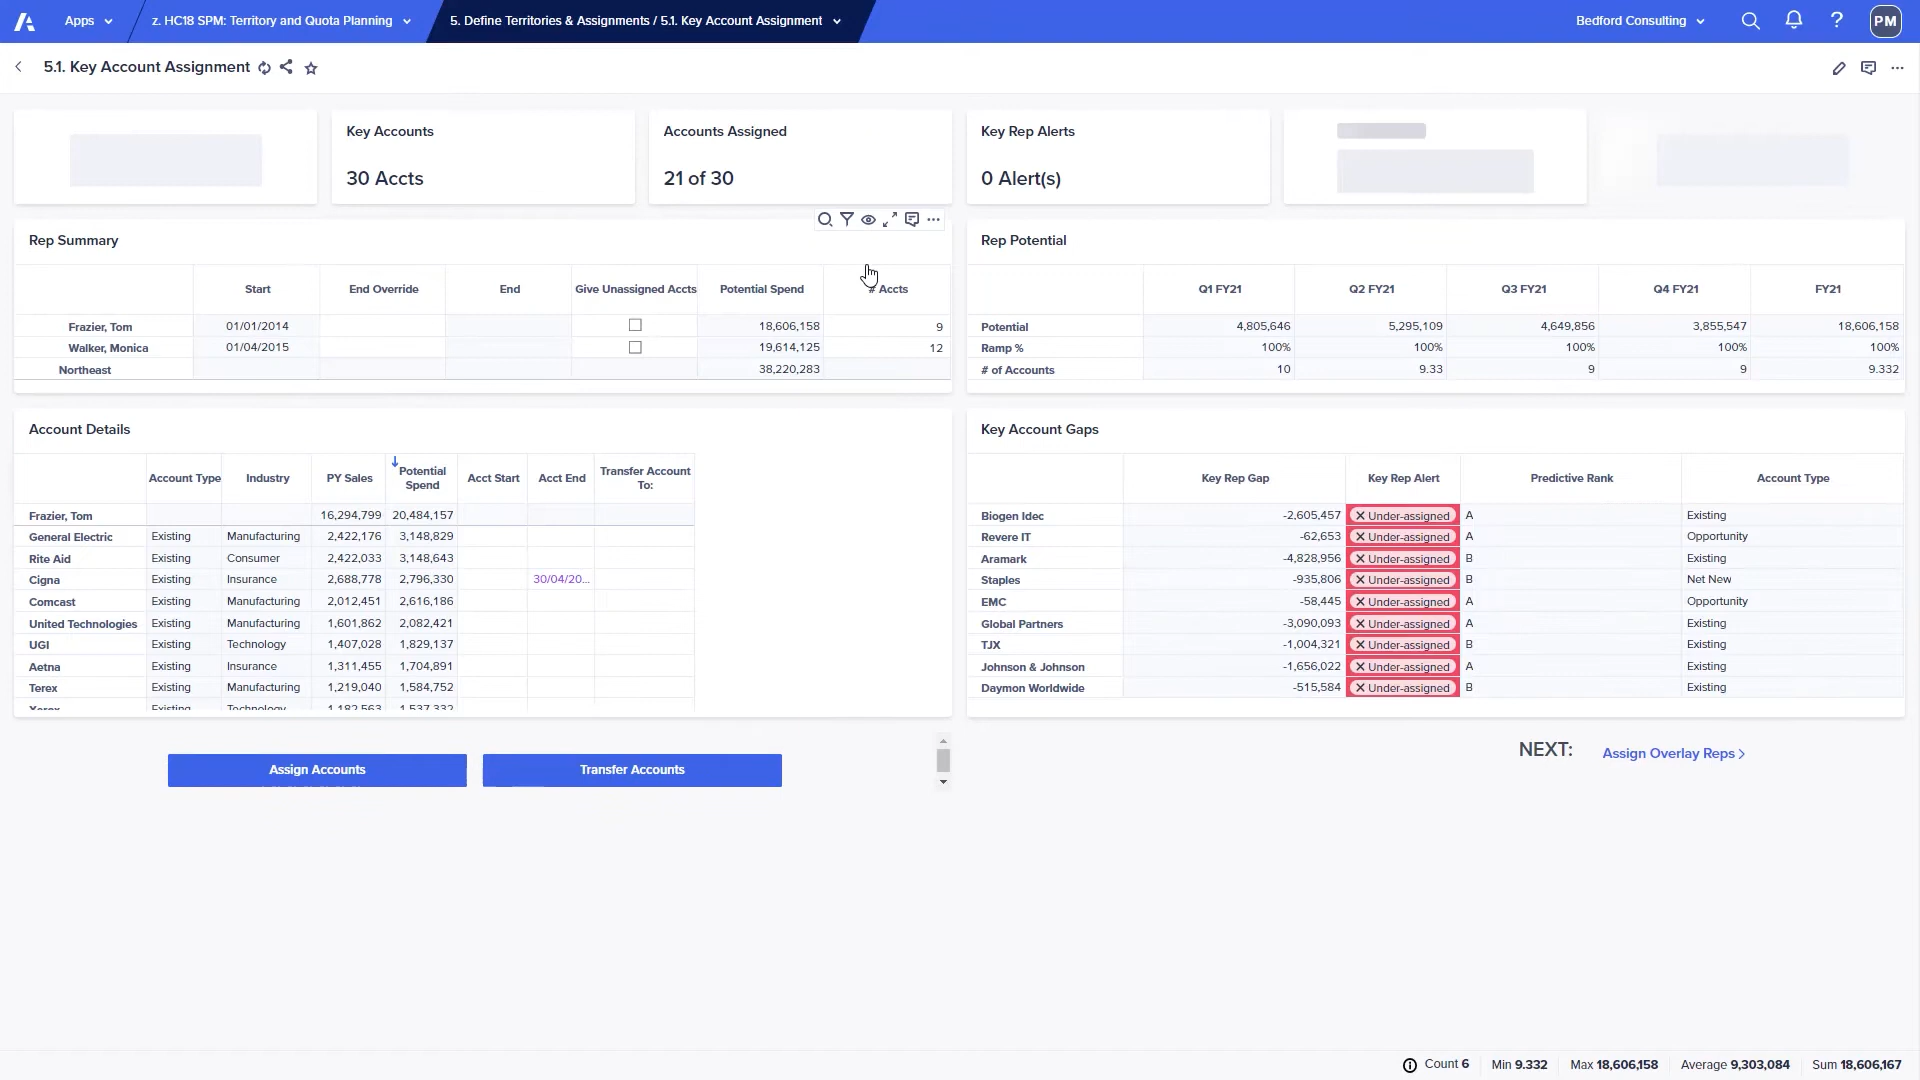 Apps z. HC18 SPM: Territory and Quota Planning 5. Define Territories & Assignments / 5.1. Key Account Assignment Bedford Consulting ? PM
5.1. Key Account Assignment
Key Accounts
30 Accts
Accounts Assigned
21 of 30
Key Rep Alerts
0 Alert(s)
Rep Summary
Start End Override End Give Unassigned Accts Potential Spend # Accts
Frazier, Tom 01/01/2014 18,606,158 9
Walker, Monica 01/04/2015 19,614,125 12
Northeast 38,220,283
Rep Potential
Q1 FY21 Q2 FY21 Q3 FY21 Q4 FY21 FY21
Potential 4,805,646 5,295,109 4,649,856 3,855,547 18,606,158
Ramp % 100% 100% 100% 100% 100%
# of Accounts 10 9.33 9 9 9.332
Account Details
Account Type Industry PY Sales Potential Spend Acct Start Acct End Transfer Account To:
Frazier, Tom 16,294,799 20,484,157
General Electric Existing Manufacturing 2,422,176 3,148,829
Rite Aid Existing Consumer 2,422,033 3,148,643
Cigna Existing Insurance 2,688,778 2,796,330 30/04/20...
Comcast Existing Manufacturing 2,012,451 2,616,186
United Technologies Existing Manufacturing 1,601,862 2,082,421
UGI Existing Technology 1,407,028 1,829,137
Aetna Existing Insurance 1,311,455 1,704,891
Terex Existing Manufacturing 1,219,040 1,584,752
Xerox Existing Technology 1,182,563 1,537,332
Key Account Gaps
Key Rep Gap Key Rep Alert Predictive Rank Account Type
Biogen Idec -2,605,457 Under-assigned A Existing
Revere IT -62,653 Under-assigned A Opportunity
Aramark -4,828,956 Under-assigned B Existing
Staples -935,806 Under-assigned B Net New
EMC -58,445 Under-assigned A Opportunity
Global Partners -3,090,093 Under-assigned A Existing
TJX -1,004,321 Under-assigned B Existing
Johnson & Johnson -1,656,022 Under-assigned A Existing
Daymon Worldwide -515,584 Under-assigned B Existing
Assign Accounts Transfer Accounts
NEXT: Assign Overlay Reps
Count 6 Min 9.332 Max 18,606,158 Average 9,303,084 Sum 18,606,167